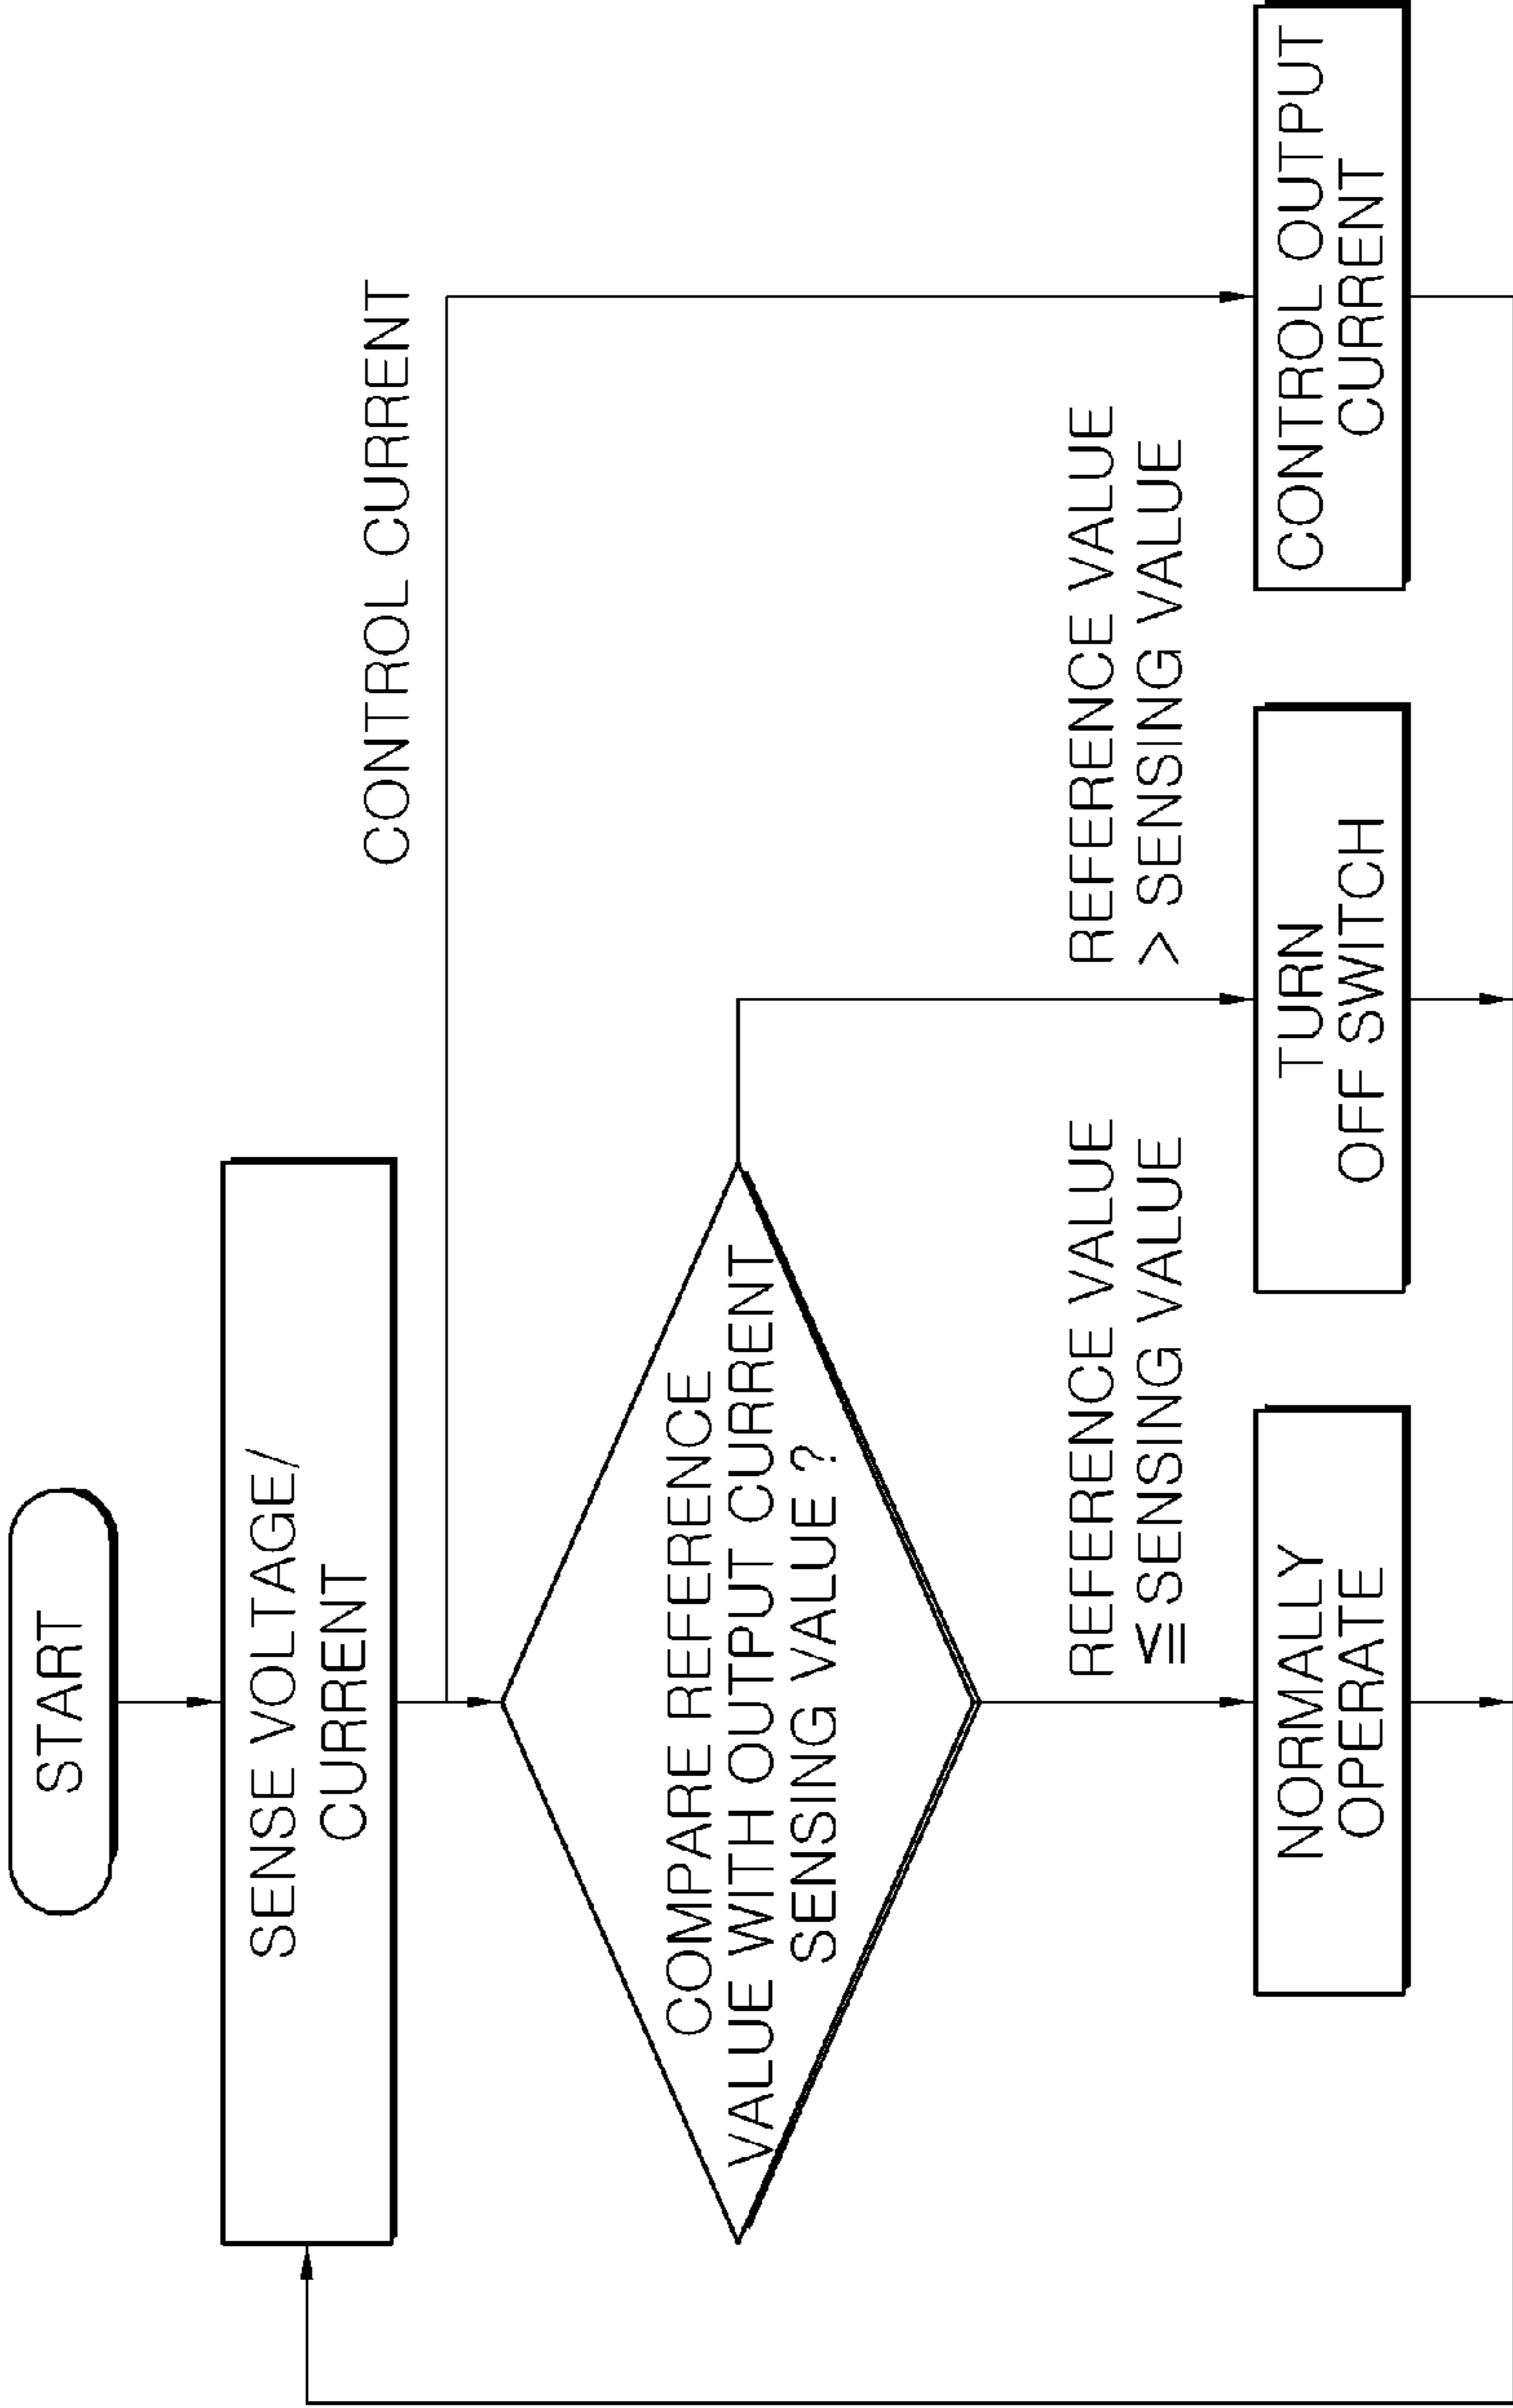 START
SENSE VOLTAGE/
CURRENT
CONTROL CURRENT
COMPARE REFERENCE
VALUE WITH OUTPUT CURRENT
SENSING VALUE ?
REFERENCE VALUE
≦ SENSING VALUE
REFERENCE VALUE
> SENSING VALUE
NORMALLY
OPERATE
TURN
OFF SWITCH
CONTROL OUTPUT
CURRENT